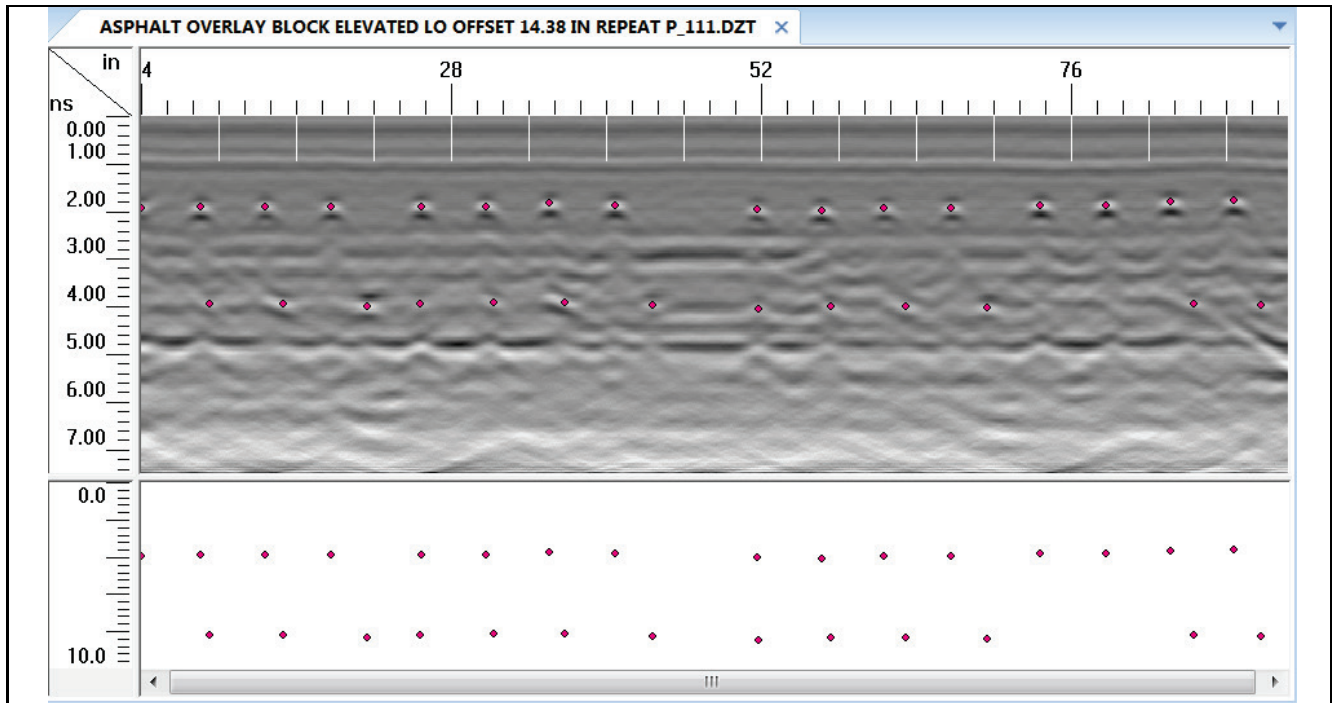 ASPHALT OVERLAY BLOCK ELEVATED LO OFFSET 14.38 IN REPEAT P_111.DZT ×
in
4 28 52 76
ns
0.00
1.00
2.00
3.00
4.00
5.00
6.00
7.00
0.0
10.0